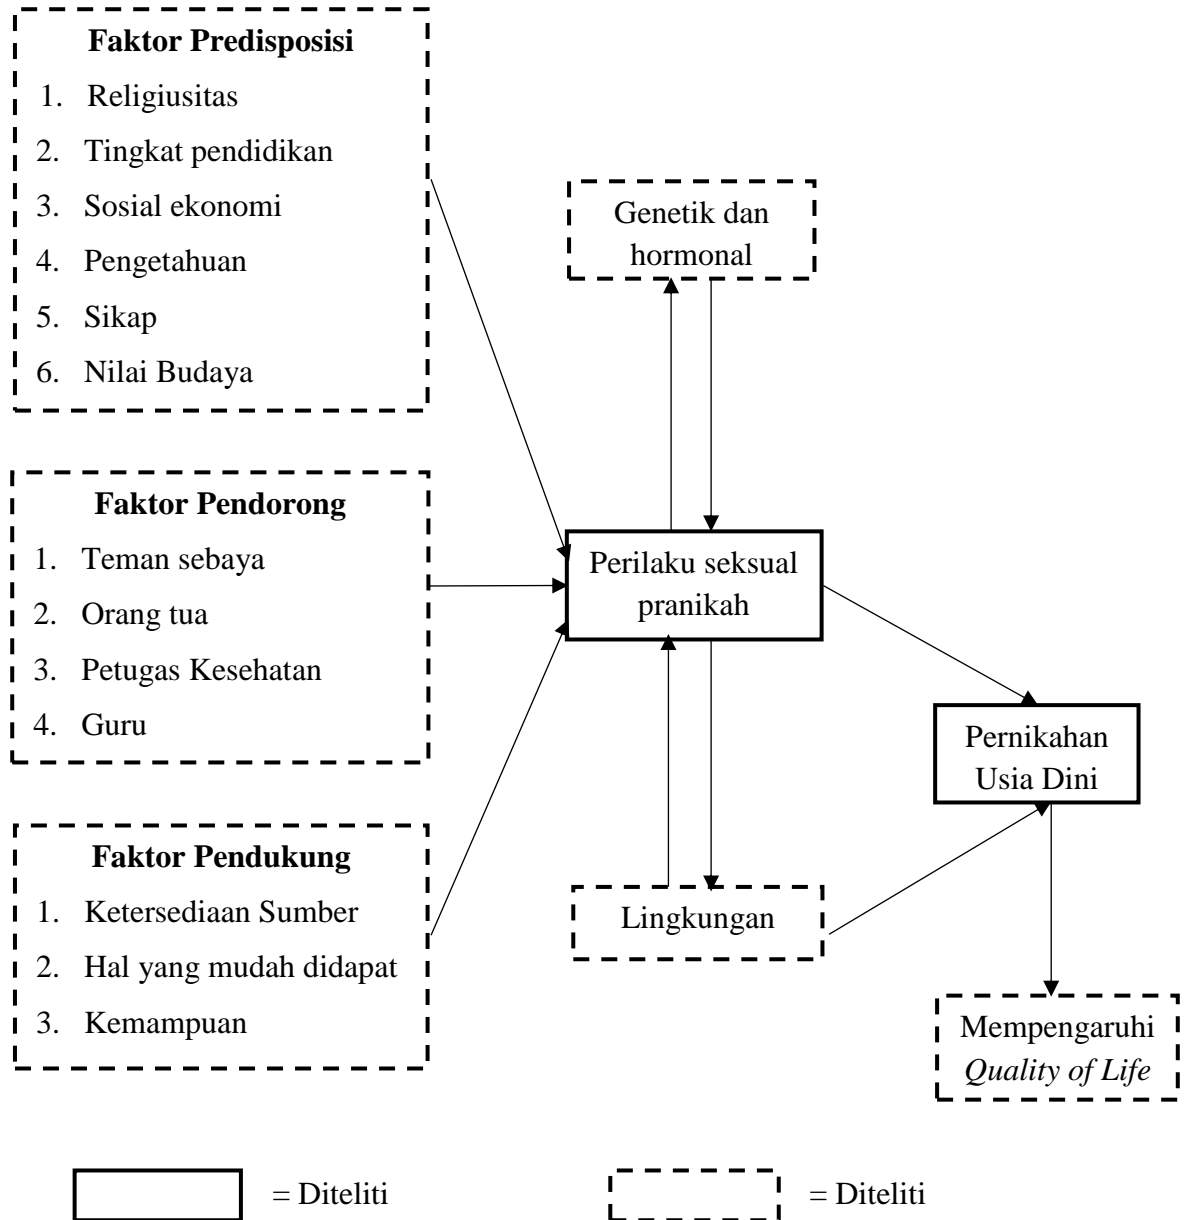 Faktor Predisposisi
1. Religiusitas
2. Tingkat pendidikan
3. Sosial ekonomi
4. Pengetahuan
5. Sikap
6. Nilai Budaya
Genetik dan
hormonal
Faktor Pendorong
1. Teman sebaya
2. Orang tua
3. Petugas Kesehatan
4. Guru
Perilaku seksual
pranikah
Pernikahan
Usia Dini
Faktor Pendukung
1. Ketersediaan Sumber
2. Hal yang mudah didapat
3. Kemampuan
Lingkungan
Mempengaruhi
Quality of Life
= Diteliti
= Diteliti